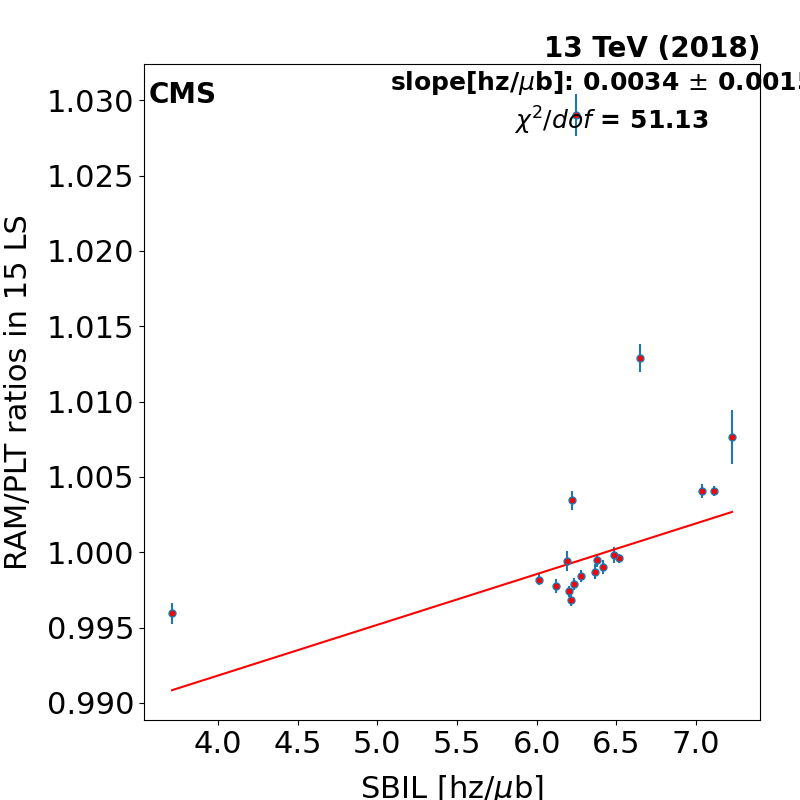 13 TeV (2018)
CMS
slope[hz/μb]: 0.0034 ± 0.0015
χ²/dof = 51.13
RAM/PLT ratios in 15 LS
1.030
1.025
1.020
1.015
1.010
1.005
1.000
0.995
0.990
4.0 4.5 5.0 5.5 6.0 6.5 7.0
SBIL [hz/μb]